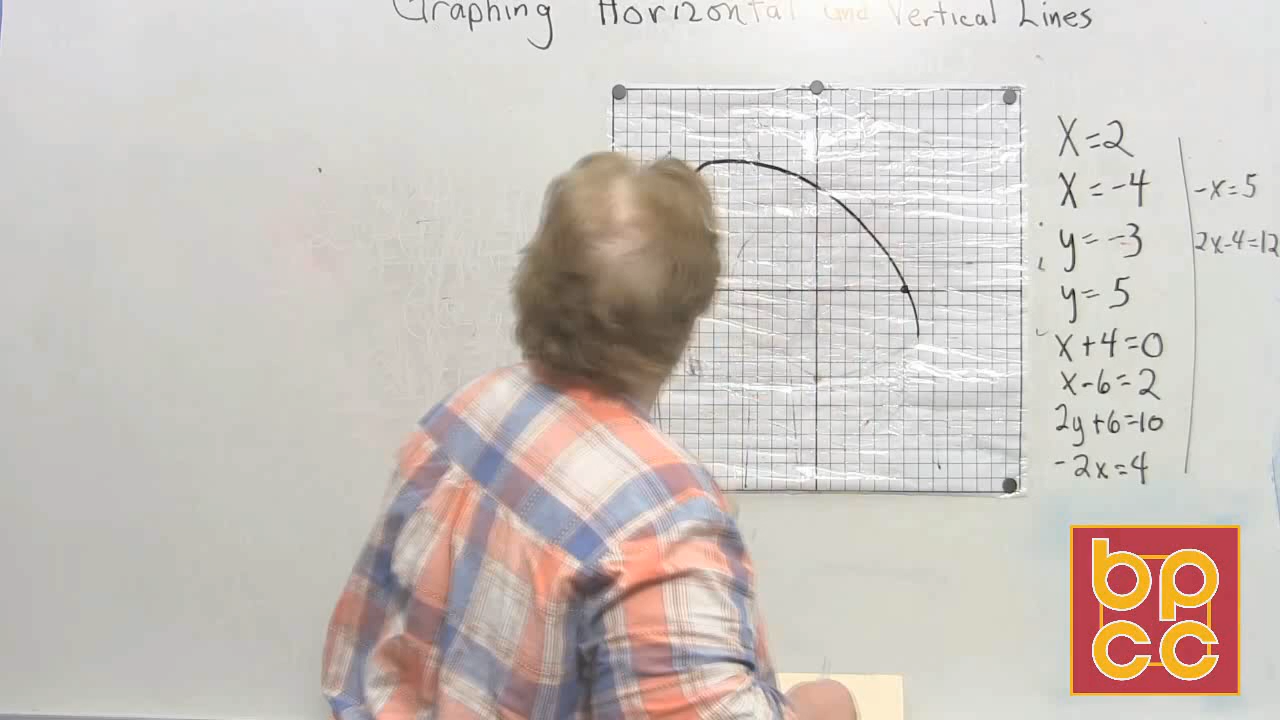 Graphing Horizontal and Vertical Lines
X=2
X=-4
y=-3
y=5
x+4=0
x-6=2
2y+6=10
-2x=4
-x=5
2x-4=12
bp
cc